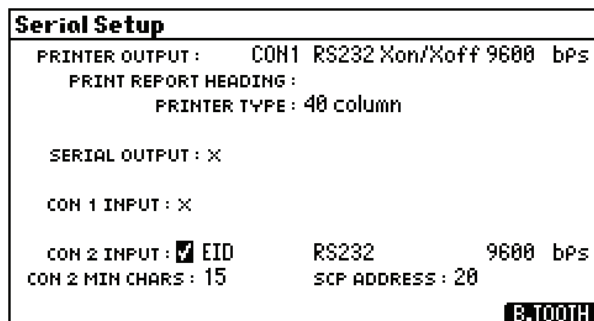 Serial Setup
PRINTER OUTPUT: CON1 RS232 Xon/Xoff 9600 bps
PRINT REPORT HEADING:
PRINTER TYPE: 40 column
SERIAL OUTPUT: X
CON 1 INPUT: X
CON 2 INPUT: ✓ EID RS232 9600 bps
CON 2 MIN CHARS: 15 SCP ADDRESS: 20
B.TOOTH